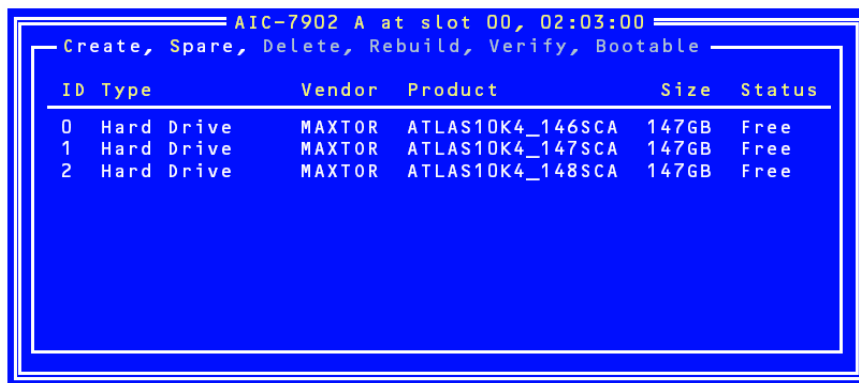 AIC-7902 A at slot 00, 02:03:00
Create, Spare, Delete, Rebuild, Verify, Bootable
ID Type Vendor Product Size Status
0 Hard Drive MAXTOR ATLAS10K4_146SCA 147GB Free
1 Hard Drive MAXTOR ATLAS10K4_147SCA 147GB Free
2 Hard Drive MAXTOR ATLAS10K4_148SCA 147GB Free